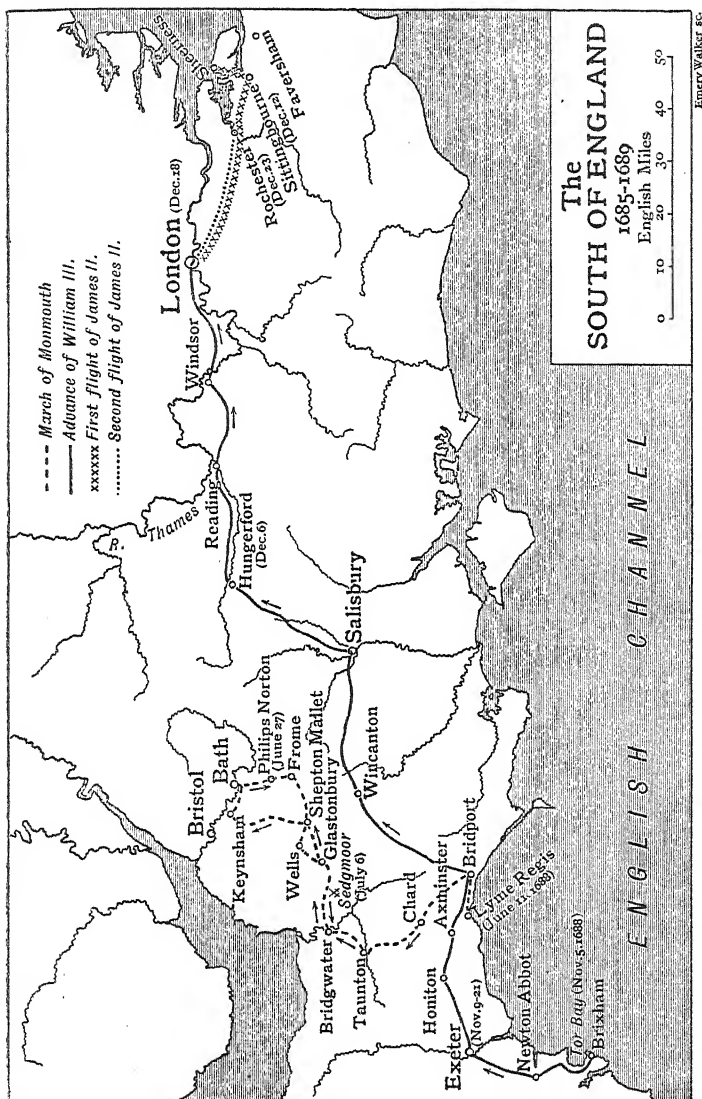 --- March of Monmouth
— Advance of William III.
xxxxxx First flight of James II.
........ Second flight of James II.
R. Thames
Bristol
Bath
Keynsham
Philips Norton
(June 27)
Frome
Wells
Shepton Mallet
Glastonbury
Sedgmoor
(July 6)
Bridgwater
Taunton
Chard
Axminster
Honiton
Exeter
(Nov. 9-21)
Newton Abbot
Tor Bay (Nov. 5. 1688)
Brixham
Lyme Regis
(June 11-1688)
Bridport
Wincanton
Salisbury
Hungerford
(Dec. 6)
Reading
Windsor
London (Dec. 18)
Rochester
(Dec. 23)
Sittingbourne
(Dec. 12)
Faversham
Sheerness
ENGLISH CHANNEL
The
SOUTH OF ENGLAND
1685-1689
English Miles
0 10 20 30 40 50
Emery Walker sc.